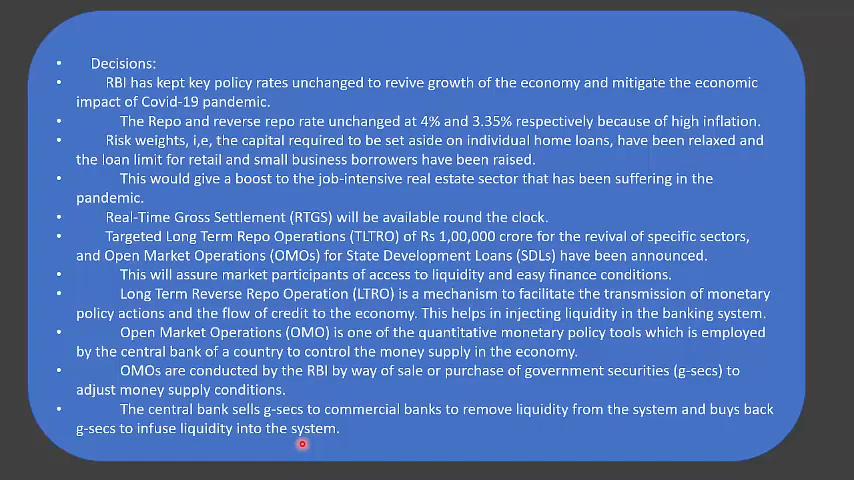 • Decisions:
• RBI has kept key policy rates unchanged to revive growth of the economy and mitigate the economic
impact of Covid-19 pandemic.
• The Repo and reverse repo rate unchanged at 4% and 3.35% respectively because of high inflation.
• Risk weights, i,e, the capital required to be set aside on individual home loans, have been relaxed and
the loan limit for retail and small business borrowers have been raised.
• This would give a boost to the job-intensive real estate sector that has been suffering in the
pandemic.
• Real-Time Gross Settlement (RTGS) will be available round the clock.
• Targeted Long Term Repo Operations (TLTRO) of Rs 1,00,000 crore for the revival of specific sectors,
and Open Market Operations (OMOs) for State Development Loans (SDLs) have been announced.
• This will assure market participants of access to liquidity and easy finance conditions.
• Long Term Reverse Repo Operation (LTRO) is a mechanism to facilitate the transmission of monetary
policy actions and the flow of credit to the economy. This helps in injecting liquidity in the banking system.
• Open Market Operations (OMO) is one of the quantitative monetary policy tools which is employed
by the central bank of a country to control the money supply in the economy.
• OMOs are conducted by the RBI by way of sale or purchase of government securities (g-secs) to
adjust money supply conditions.
• The central bank sells g-secs to commercial banks to remove liquidity from the system and buys back
g-secs to infuse liquidity into the system.